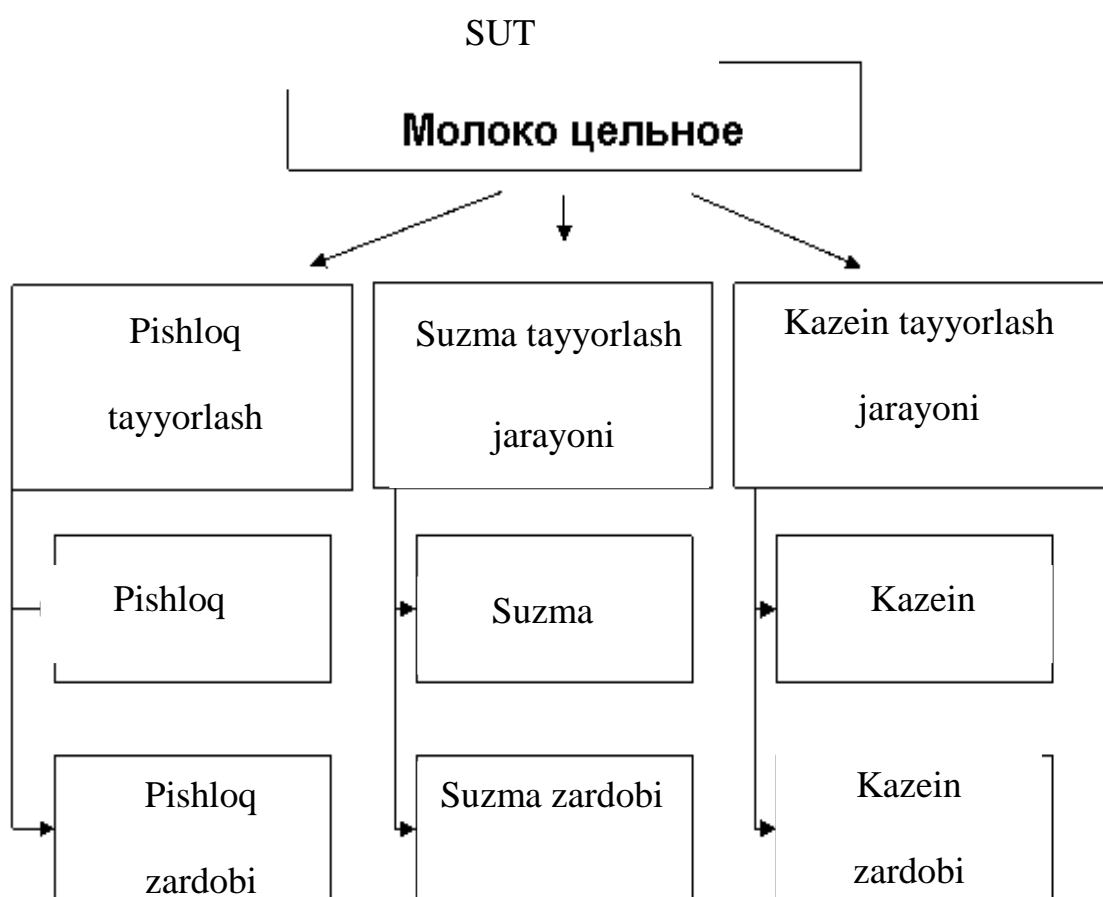 SUT
Молоко цельное
Pishloq
tayyorlash
Suzma tayyorlash
jarayoni
Kazein tayyorlash
jarayoni
Pishloq
Suzma
Kazein
Pishloq
zardobi
Suzma zardobi
Kazein
zardobi